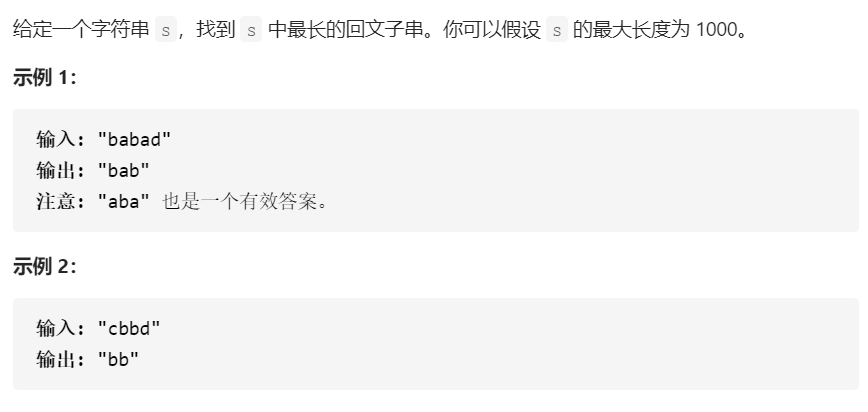 给定一个字符串 s，找到 s 中最长的回文子串。你可以假设 s 的最大长度为 1000。
示例 1：
输入："babad"
输出："bab"
注意："aba" 也是一个有效答案。
示例 2：
输入："cbbd"
输出："bb"